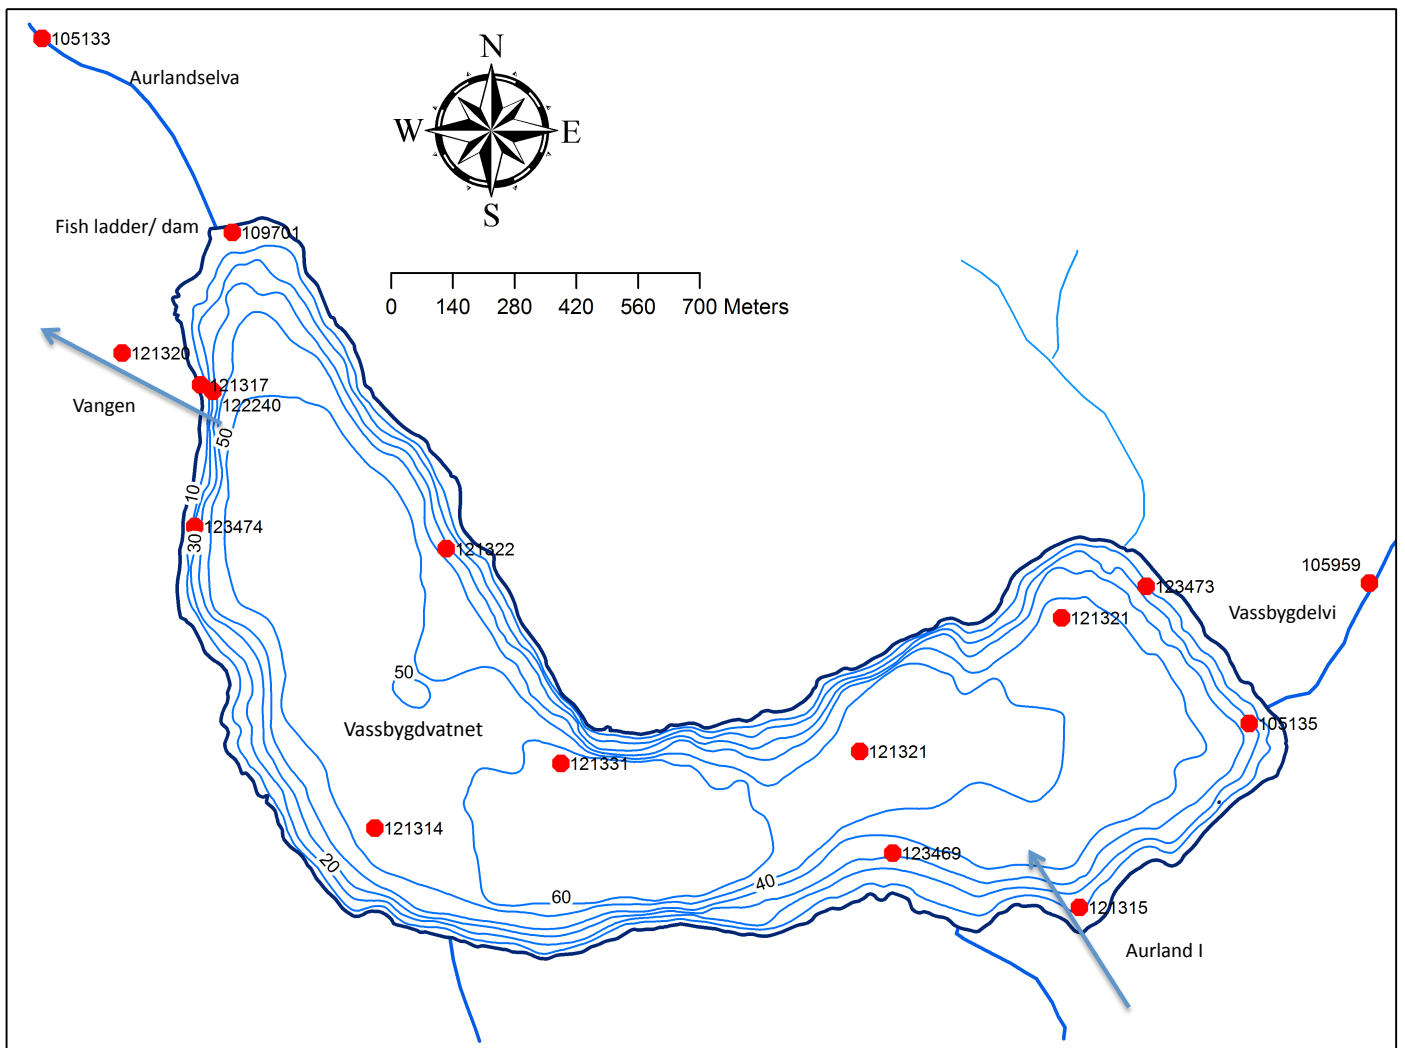 105133
Aurlandselva
N
W
E
S
Fish ladder/ dam
109701
0 140 280 420 560 700 Meters
121320
121317
Vangen
122240
50
10
123474
30
121322
105959
123473
Vassbygdelvi
121321
50
Vassbygdvatnet
105135
121321
121331
121314
123469
20
40
60
121315
Aurland I